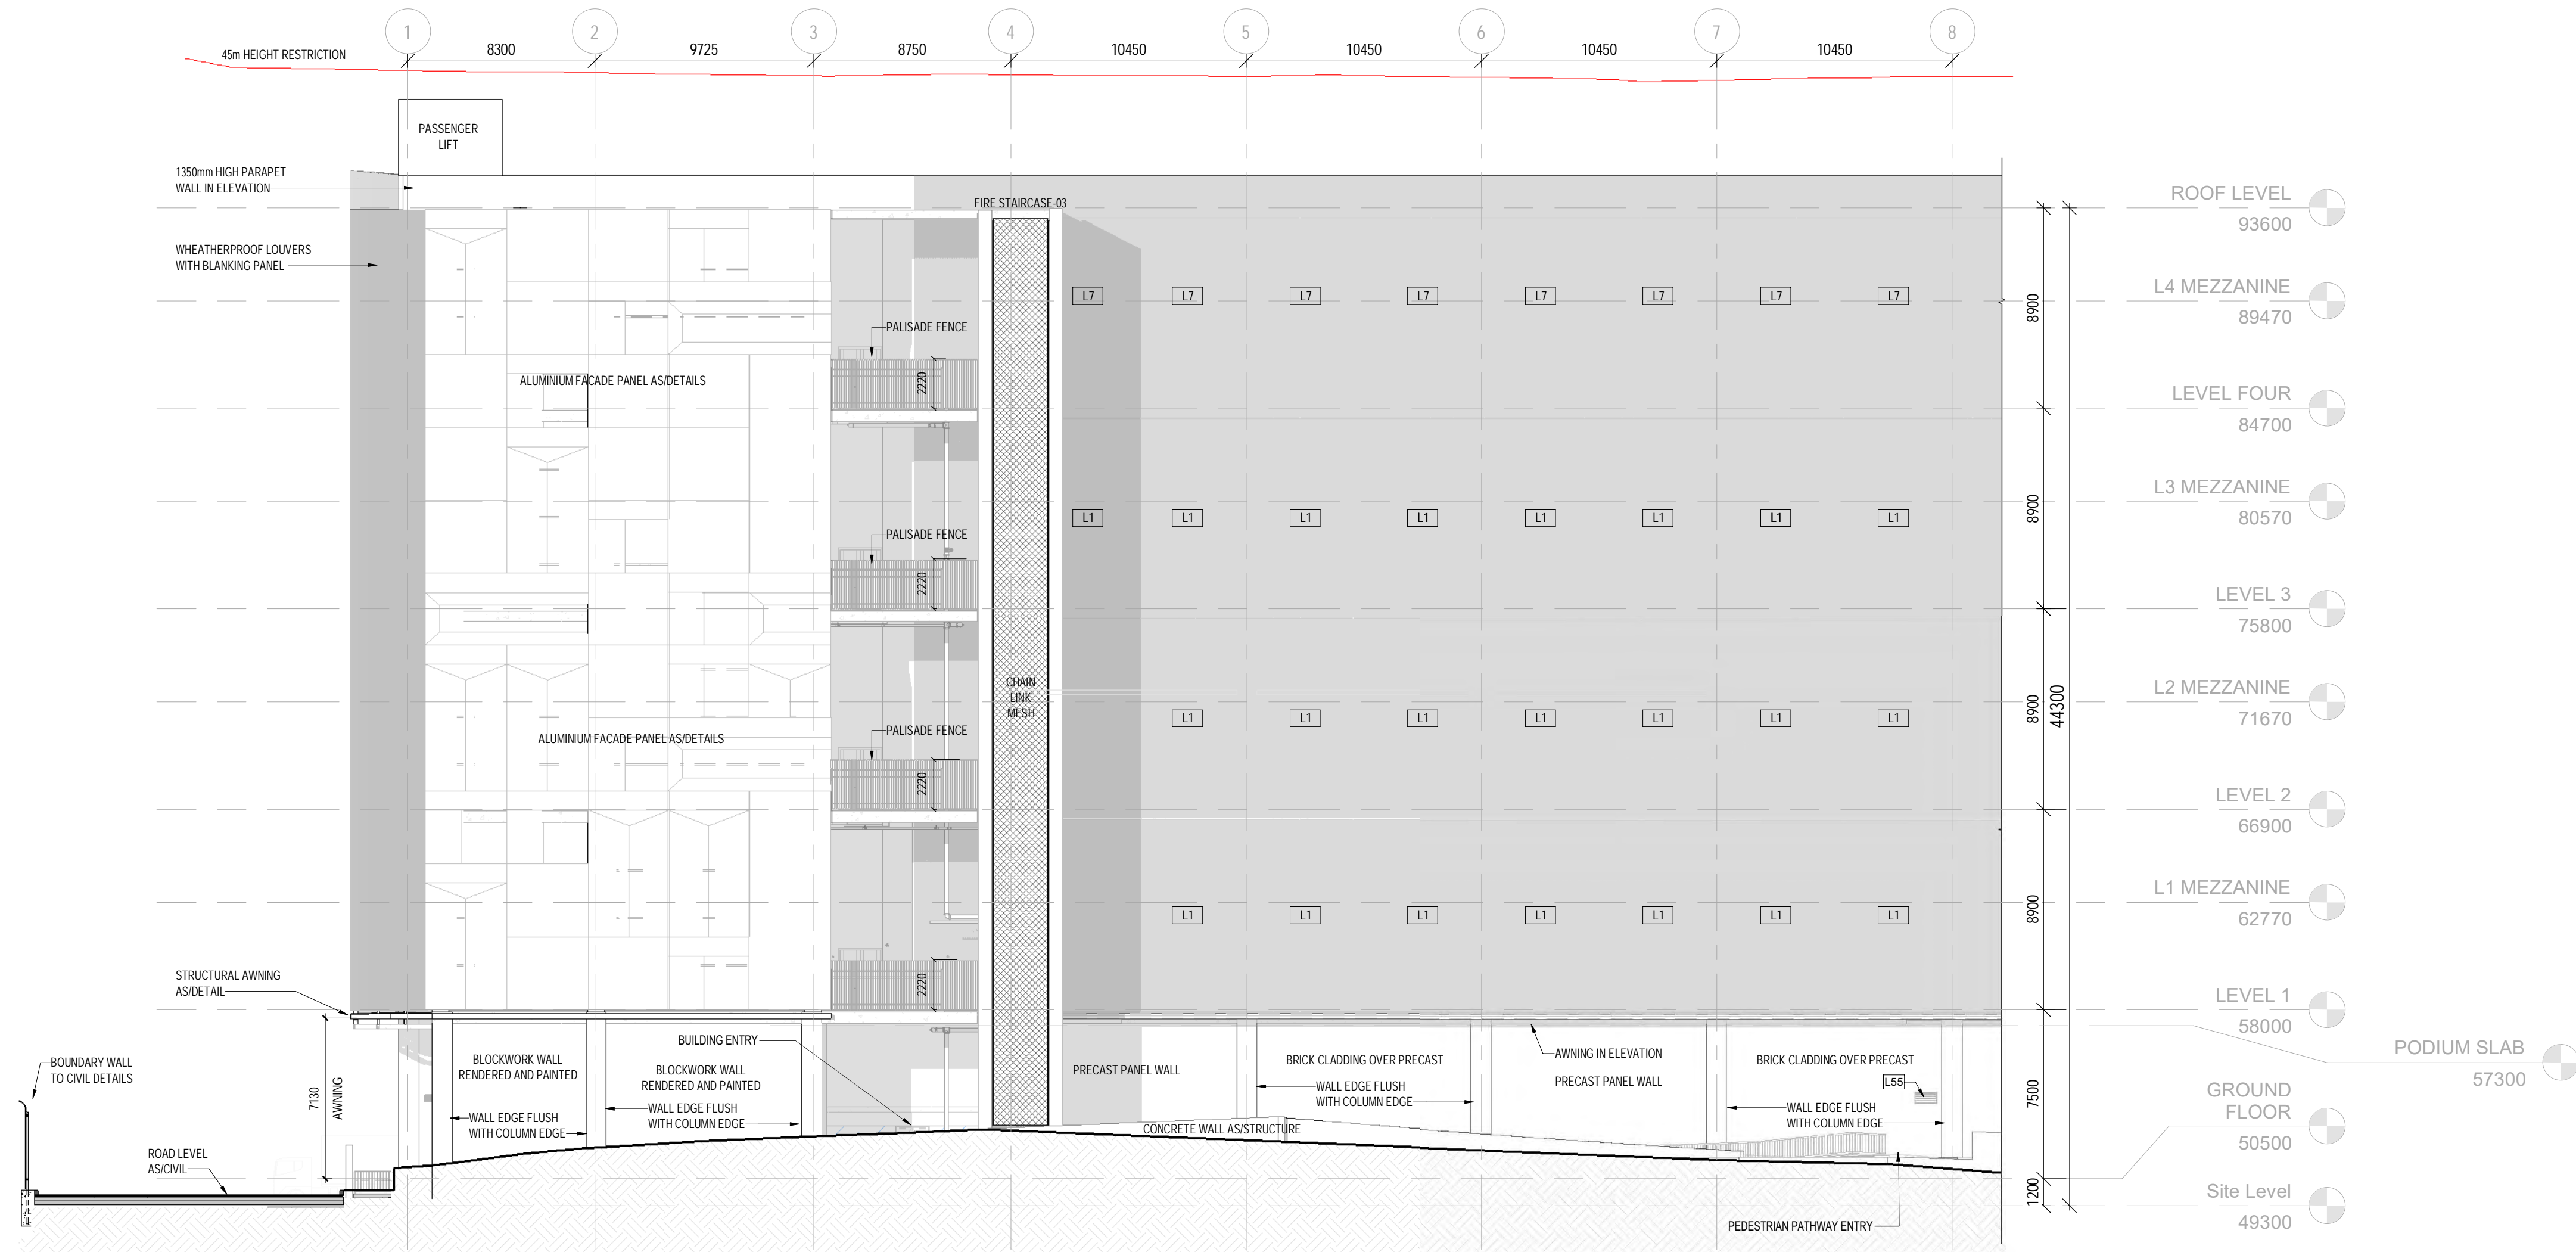 1
2
3
4
5
6
7
8
8300
9725
8750
10450
10450
10450
10450
45m HEIGHT RESTRICTION
PASSENGER
LIFT
1350mm HIGH PARAPET
WALL IN ELEVATION
FIRE STAIRCASE-03
WHEATHERPROOF LOUVERS
WITH BLANKING PANEL
L7
L7
L7
L7
L7
L7
L7
L7
PALISADE FENCE
2220
ALUMINIUM FACADE PANEL AS/DETAILS
L1
L1
L1
L1
L1
L1
L1
L1
PALISADE FENCE
2220
CHAIN
LINK
MESH
L1
L1
L1
L1
L1
L1
L1
PALISADE FENCE
ALUMINIUM FACADE PANEL AS/DETAILS
2220
L1
L1
L1
L1
L1
L1
L1
2220
STRUCTURAL AWNING
AS/DETAIL
BUILDING ENTRY
BOUNDARY WALL
TO CIVIL DETAILS
7130
AWNING
BLOCKWORK WALL
RENDERED AND PAINTED
BLOCKWORK WALL
RENDERED AND PAINTED
WALL EDGE FLUSH
WITH COLUMN EDGE
WALL EDGE FLUSH
WITH COLUMN EDGE
PRECAST PANEL WALL
BRICK CLADDING OVER PRECAST
WALL EDGE FLUSH
WITH COLUMN EDGE
AWNING IN ELEVATION
PRECAST PANEL WALL
BRICK CLADDING OVER PRECAST
L55
WALL EDGE FLUSH
WITH COLUMN EDGE
CONCRETE WALL AS/STRUCTURE
ROAD LEVEL
AS/CIVIL
PEDESTRIAN PATHWAY ENTRY
8900
8900
8900
8900
7500
1200
44300
ROOF LEVEL
93600
L4 MEZZANINE
89470
LEVEL FOUR
84700
L3 MEZZANINE
80570
LEVEL 3
75800
L2 MEZZANINE
71670
LEVEL 2
66900
L1 MEZZANINE
62770
LEVEL 1
58000
PODIUM SLAB
57300
GROUND
FLOOR
50500
Site Level
49300